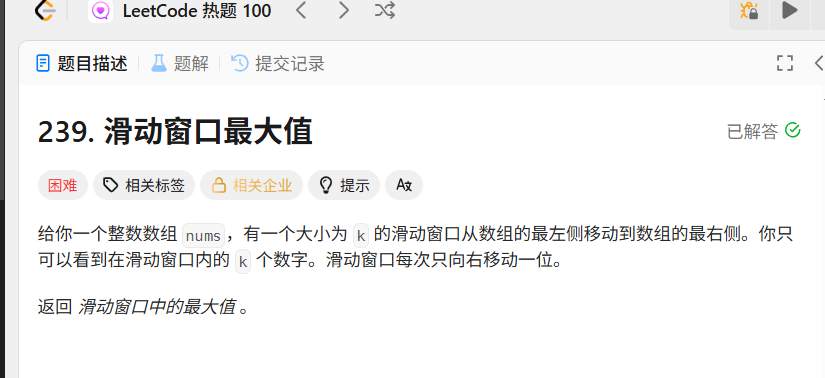 LeetCode 热题 100
题目描述 题解 提交记录
239. 滑动窗口最大值
已解答
困难 相关标签 相关企业 提示
给你一个整数数组 nums，有一个大小为 k 的滑动窗口从数组的最左侧移动到数组的最右侧。你只
可以看到在滑动窗口内的 k 个数字。滑动窗口每次只向右移动一位。
返回 滑动窗口中的最大值 。